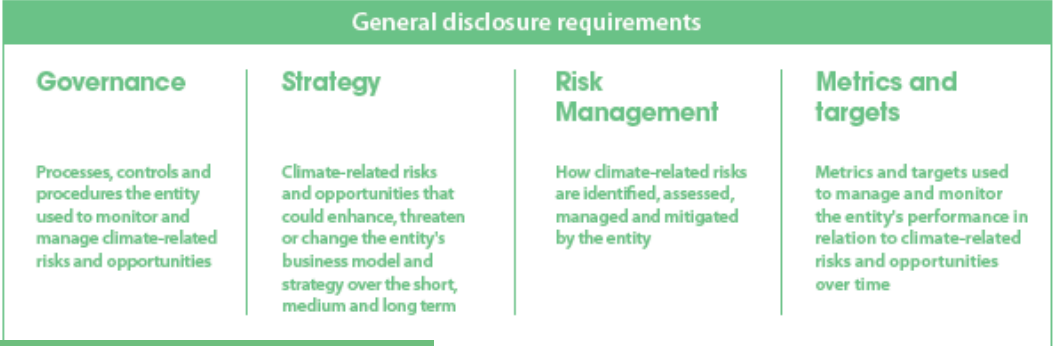 General disclosure requirements
Governance
Processes, controls and
procedures the entity
used to monitor and
manage climate-related
risks and opportunities
Strategy
Climate-related risks
and opportunities that
could enhance, threaten
or change the entity's
business model and
strategy over the short,
medium and long term
Risk
Management
How climate-related risks
are identified, assessed,
managed and mitigated
by the entity
Metrics and
targets
Metrics and targets used
to manage and monitor
the entity's performance in
relation to climate-related
risks and opportunities
over time